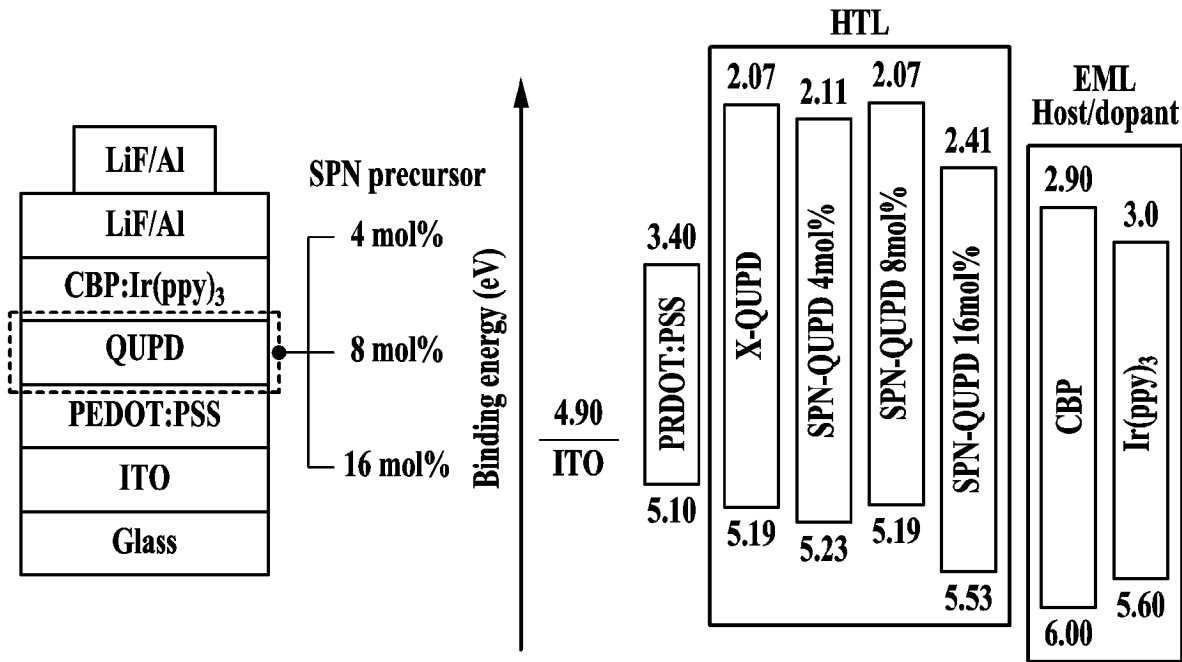 LiF/Al
LiF/Al
CBP:Ir(ppy)3
QUPD
PEDOT:PSS
ITO
Glass
SPN precursor
4 mol%
8 mol%
16 mol%
Binding energy (eV)
4.90
ITO
3.40
PRDOT:PSS
5.10
HTL
2.07
X-QUPD
5.19
2.11
SPN-QUPD 4mol%
5.23
2.07
SPN-QUPD 8mol%
5.19
2.41
SPN-QUPD 16mol%
5.53
EML
Host/dopant
2.90
CBP
6.00
3.0
Ir(ppy)3
5.60